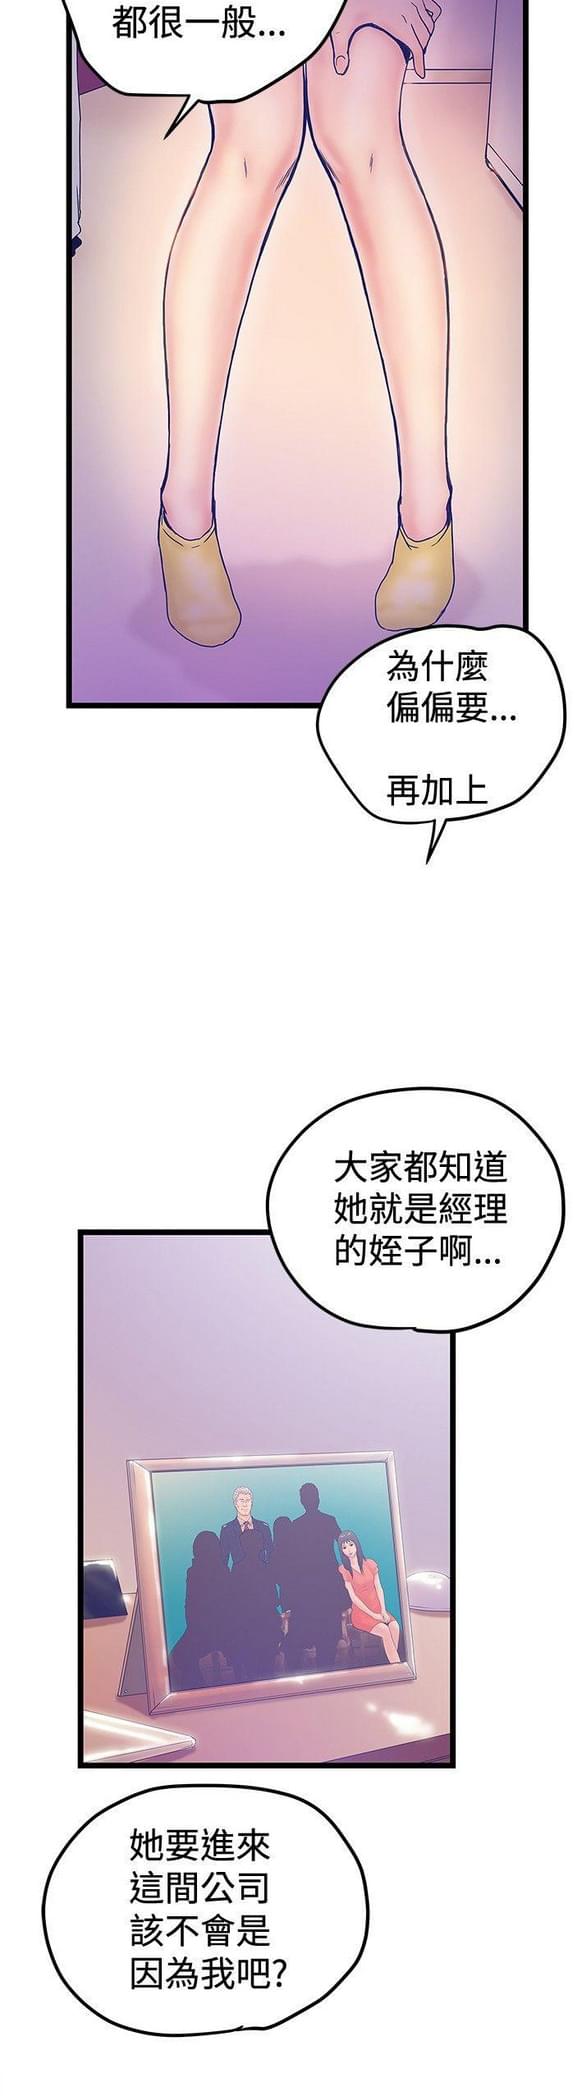 都很一般...
為什麼
偏偏要...
再加上
大家都知道
她就是經理
的姪子啊...
她要進來
這間公司
該不會是
因為我吧?